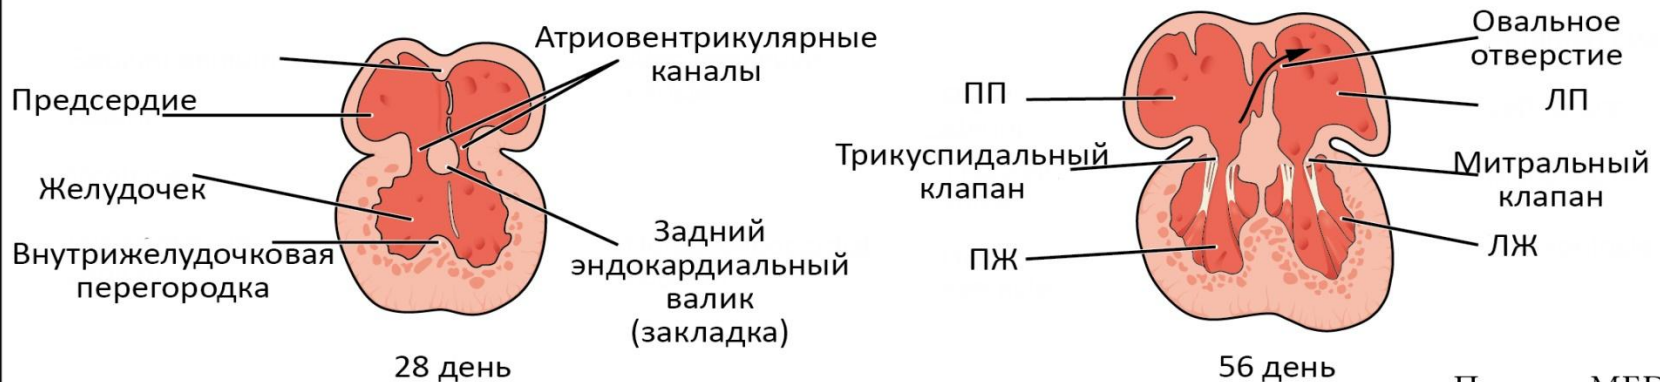 Предсердие
Желудочек
Внутрижелудочковая
перегородка
Атриовентрикулярные
каналы
Задний
эндокардиальный
валик
(закладка)
28 день
ПП
Трикуспидальный
клапан
ПЖ
Овальное
отверстие
ЛП
Митральный
клапан
ЛЖ
56 день